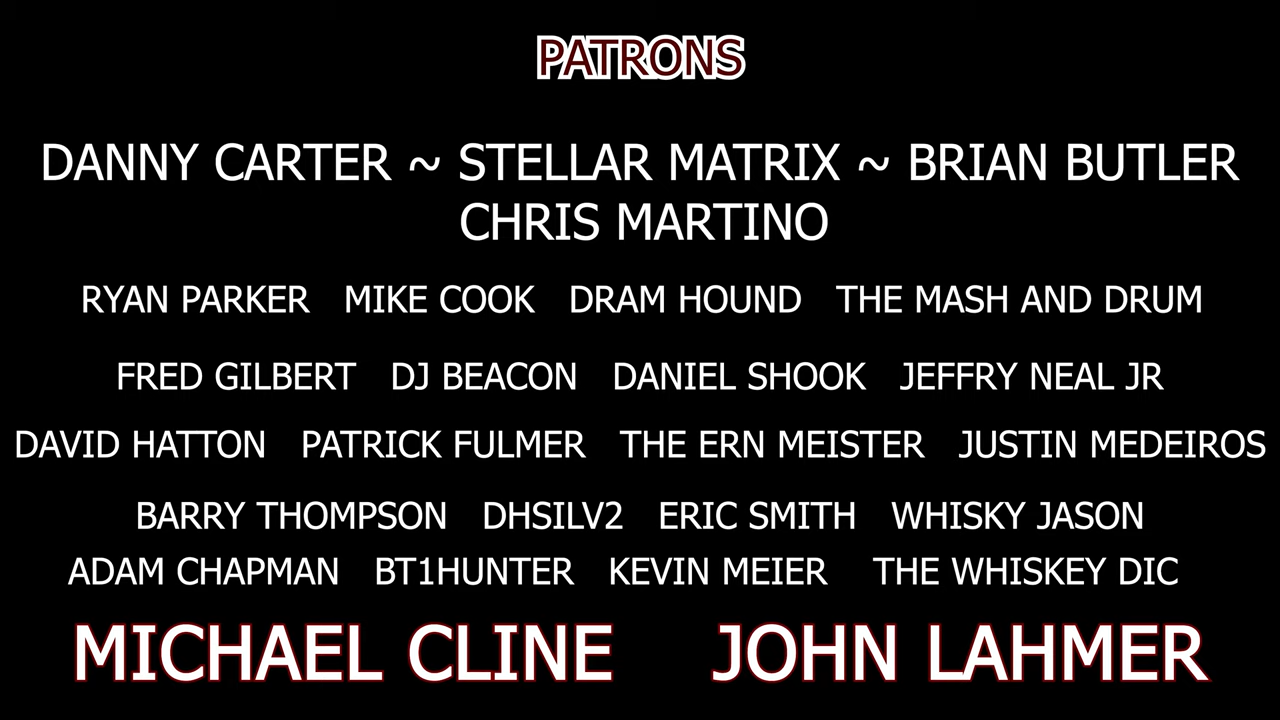 PATRONS
DANNY CARTER ~ STELLAR MATRIX ~ BRIAN BUTLER
CHRIS MARTINO
RYAN PARKER MIKE COOK DRAM HOUND THE MASH AND DRUM
FRED GILBERT DJ BEACON DANIEL SHOOK JEFFRY NEAL JR
DAVID HATTON PATRICK FULMER THE ERN MEISTER JUSTIN MEDEIROS
BARRY THOMPSON DHSILV2 ERIC SMITH WHISKY JASON
ADAM CHAPMAN BT1HUNTER KEVIN MEIER THE WHISKEY DIC
MICHAEL CLINE JOHN LAHMER